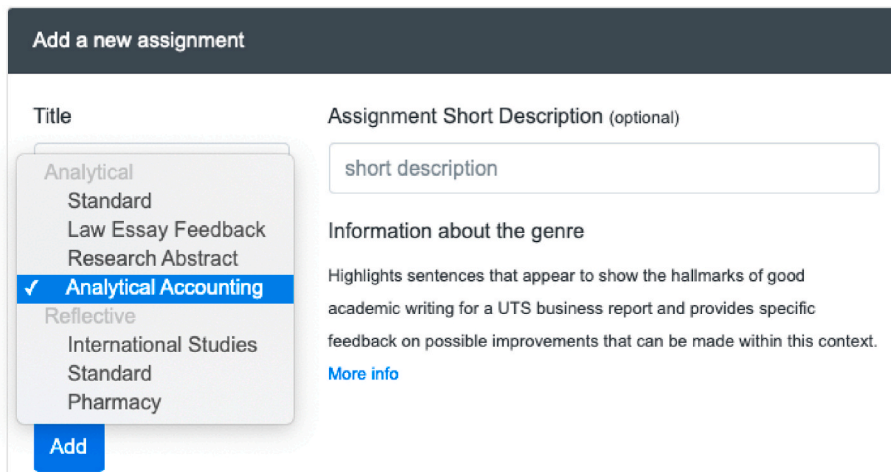 Add a new assignment
Title
Assignment Short Description (optional)
short description
Analytical
Standard
Law Essay Feedback
Research Abstract
✓ Analytical Accounting
Reflective
International Studies
Standard
Pharmacy
Information about the genre
Highlights sentences that appear to show the hallmarks of good
academic writing for a UTS business report and provides specific
feedback on possible improvements that can be made within this context.
More info
Add